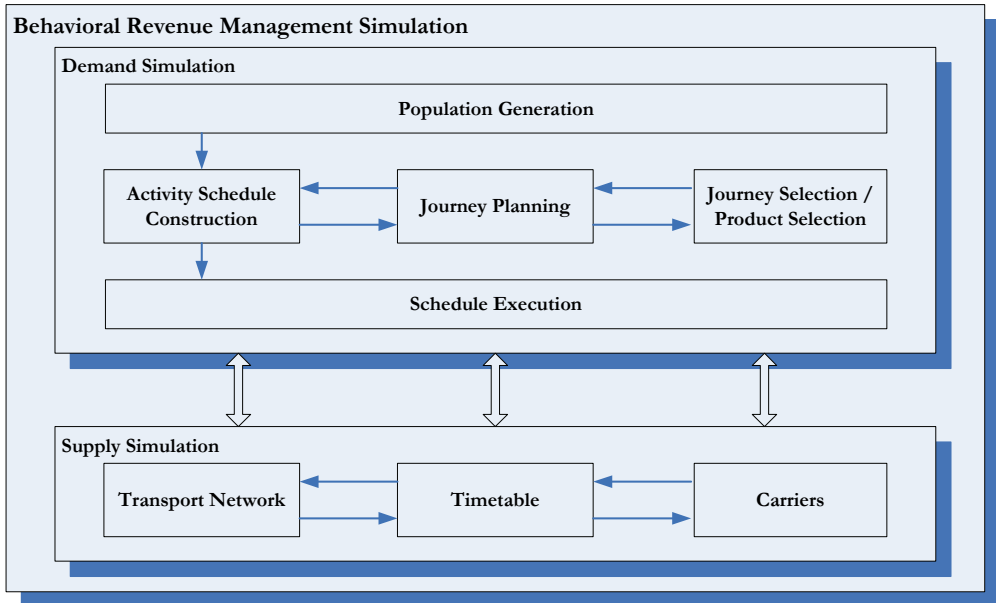 Behavioral Revenue Management Simulation
Demand Simulation
Population Generation
Activity Schedule
Construction
Journey Planning
Journey Selection /
Product Selection
Schedule Execution
Supply Simulation
Transport Network
Timetable
Carriers